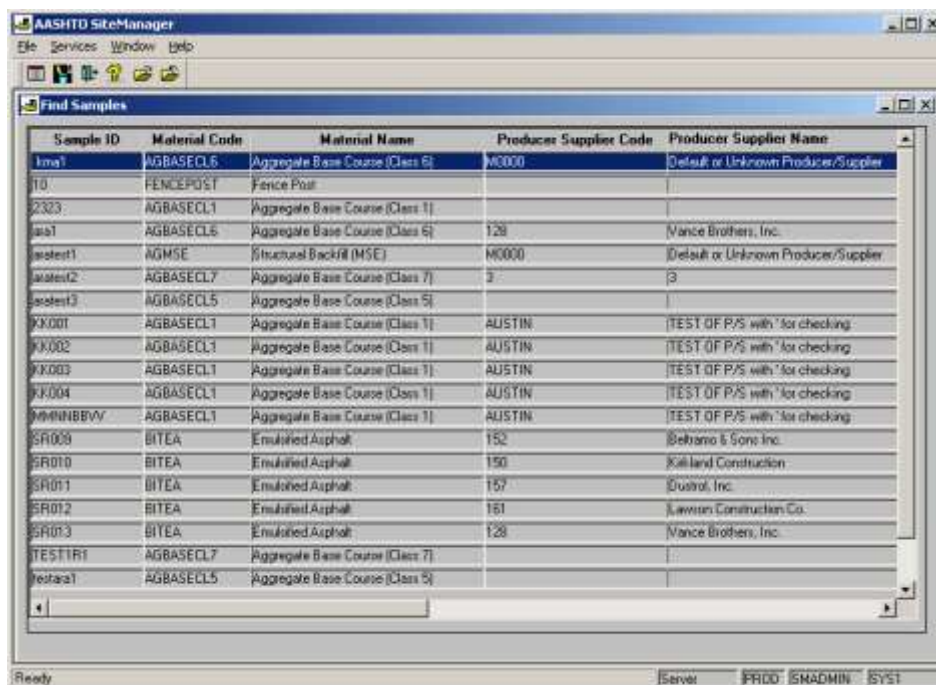 AASHTO SiteManager
File Services Window Help
Find Samples
Sample ID Material Code Material Name Producer Supplier Code Producer Supplier Name
kma1 AGBASECL6 Aggregate Base Course (Class 6) M0000 Default or Unknown Producer/Supplier
10 FENCEPOST Fence Post
2323 AGBASECL1 Aggregate Base Course (Class 1)
ara1 AGBASECL6 Aggregate Base Course (Class 6) 128 Vance Brothers, Inc.
aratest1 AGMSE Structural Backfill (MSE) M0000 Default or Unknown Producer/Supplier
aratest2 AGBASECL7 Aggregate Base Course (Class 7) 3 3
aratest3 AGBASECL5 Aggregate Base Course (Class 5)
KK001 AGBASECL1 Aggregate Base Course (Class 1) AUSTIN TEST OF P/S with ' for checking
KK002 AGBASECL1 Aggregate Base Course (Class 1) AUSTIN TEST OF P/S with ' for checking
KK003 AGBASECL1 Aggregate Base Course (Class 1) AUSTIN TEST OF P/S with ' for checking
KK004 AGBASECL1 Aggregate Base Course (Class 1) AUSTIN TEST OF P/S with ' for checking
MMNNBBVV AGBASECL1 Aggregate Base Course (Class 1) AUSTIN TEST OF P/S with ' for checking
SR009 BITEA Emulsified Asphalt 152 Beltramo & Sons Inc.
SR010 BITEA Emulsified Asphalt 150 Kirkland Construction
SR011 BITEA Emulsified Asphalt 157 Dustrol, Inc.
SR012 BITEA Emulsified Asphalt 161 Lawson Construction Co.
SR013 BITEA Emulsified Asphalt 128 Vance Brothers, Inc.
TEST1R1 AGBASECL7 Aggregate Base Course (Class 7)
testara1 AGBASECL5 Aggregate Base Course (Class 5)
Ready Server PROD SMADMIN SYS1